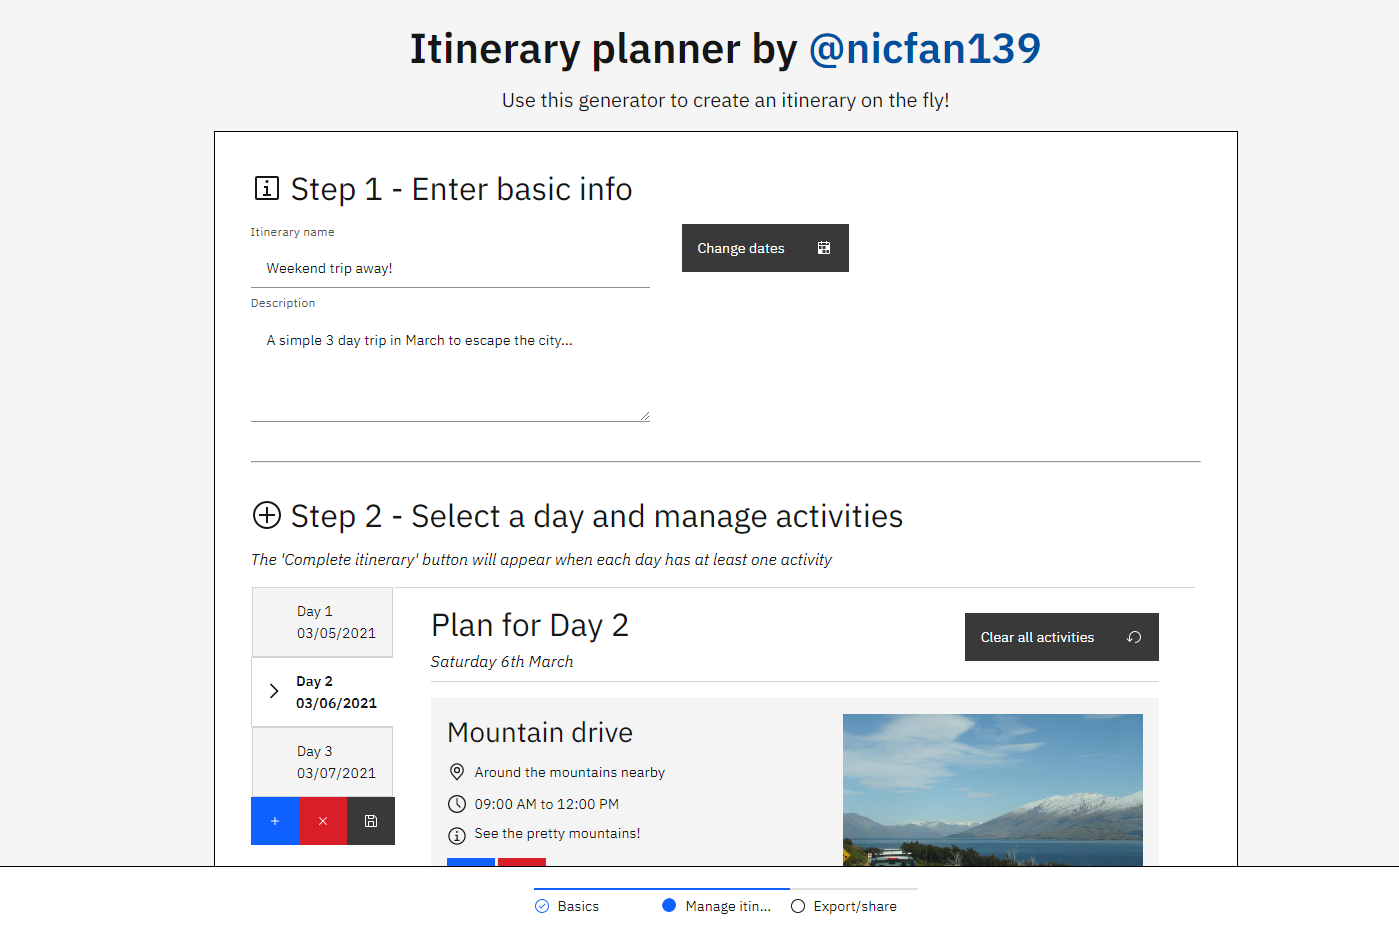 Itinerary planner by @nicfan139
Use this generator to create an itinerary on the fly!
Step 1 - Enter basic info
Itinerary name
Weekend trip away!
Change dates
Description
A simple 3 day trip in March to escape the city...
Step 2 - Select a day and manage activities
The 'Complete itinerary' button will appear when each day has at least one activity
Day 1
03/05/2021
Day 2
03/06/2021
Day 3
03/07/2021
Plan for Day 2
Saturday 6th March
Clear all activities
Mountain drive
Around the mountains nearby
09:00 AM to 12:00 PM
See the pretty mountains!
Basics
Manage itin...
Export/share